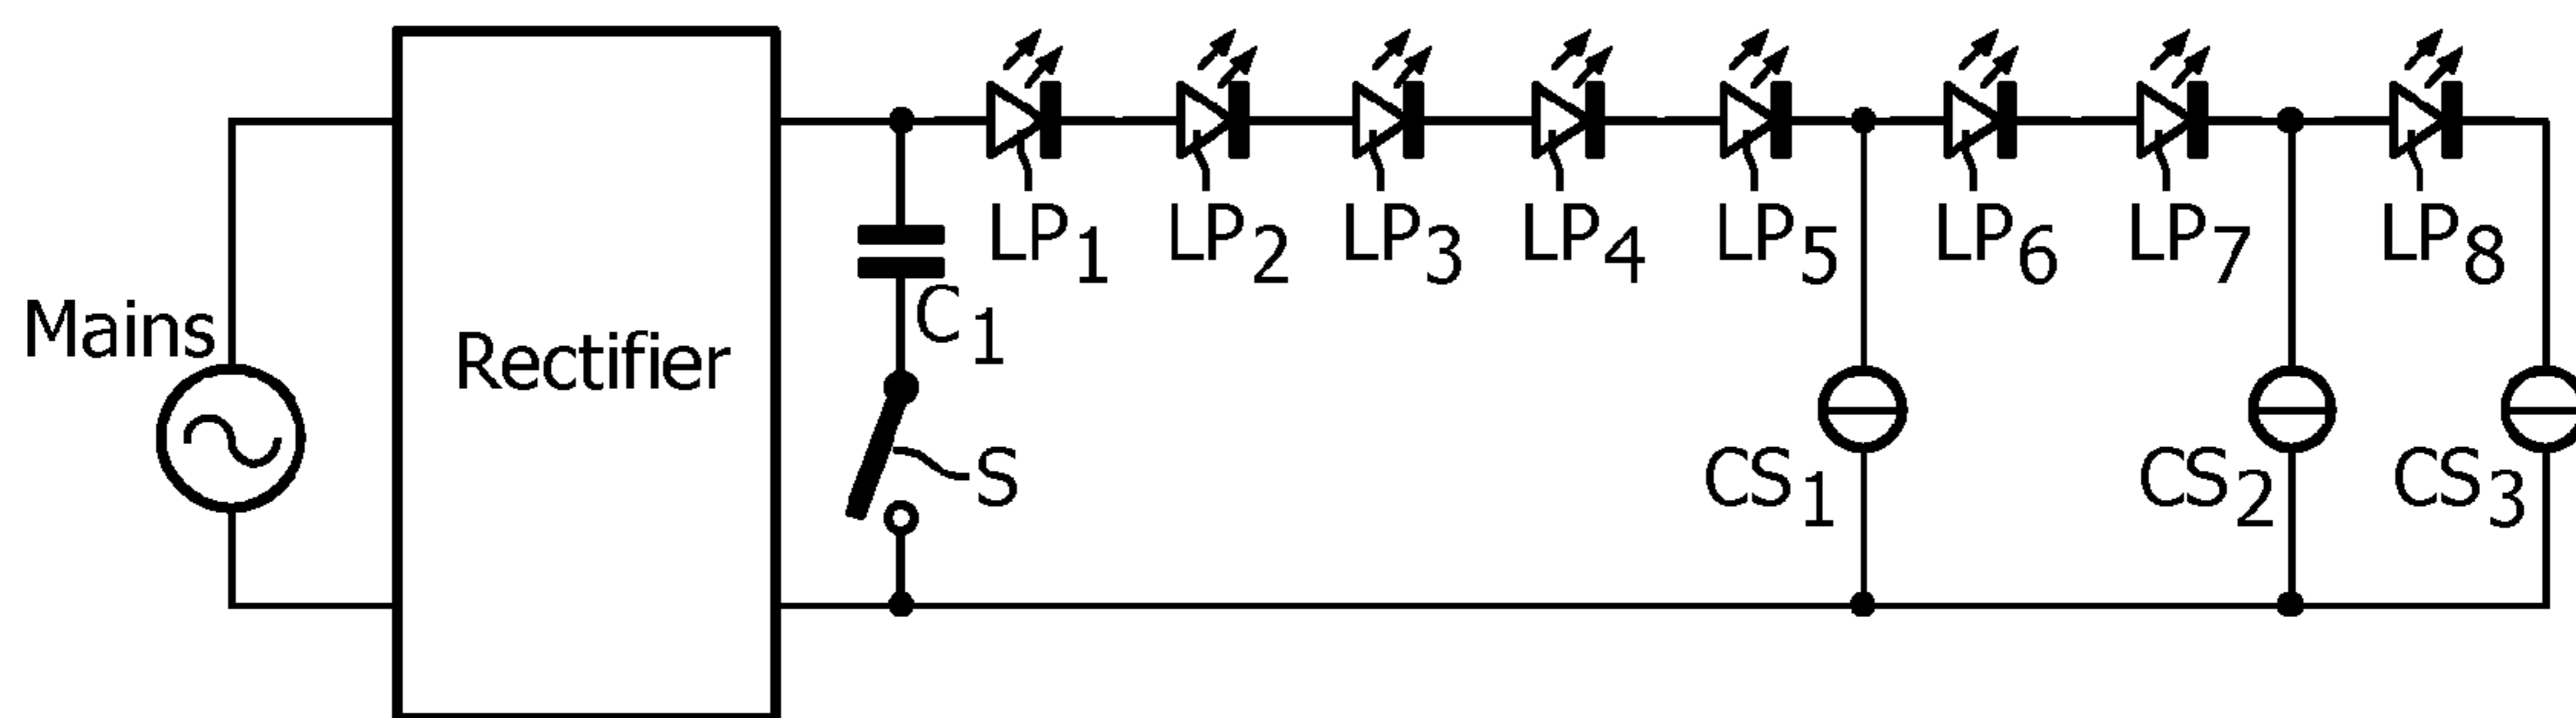 LP1 LP2 LP3 LP4 LP5 LP6 LP7 LP8
Mains
Rectifier
C1
S
CS1 CS2 CS3